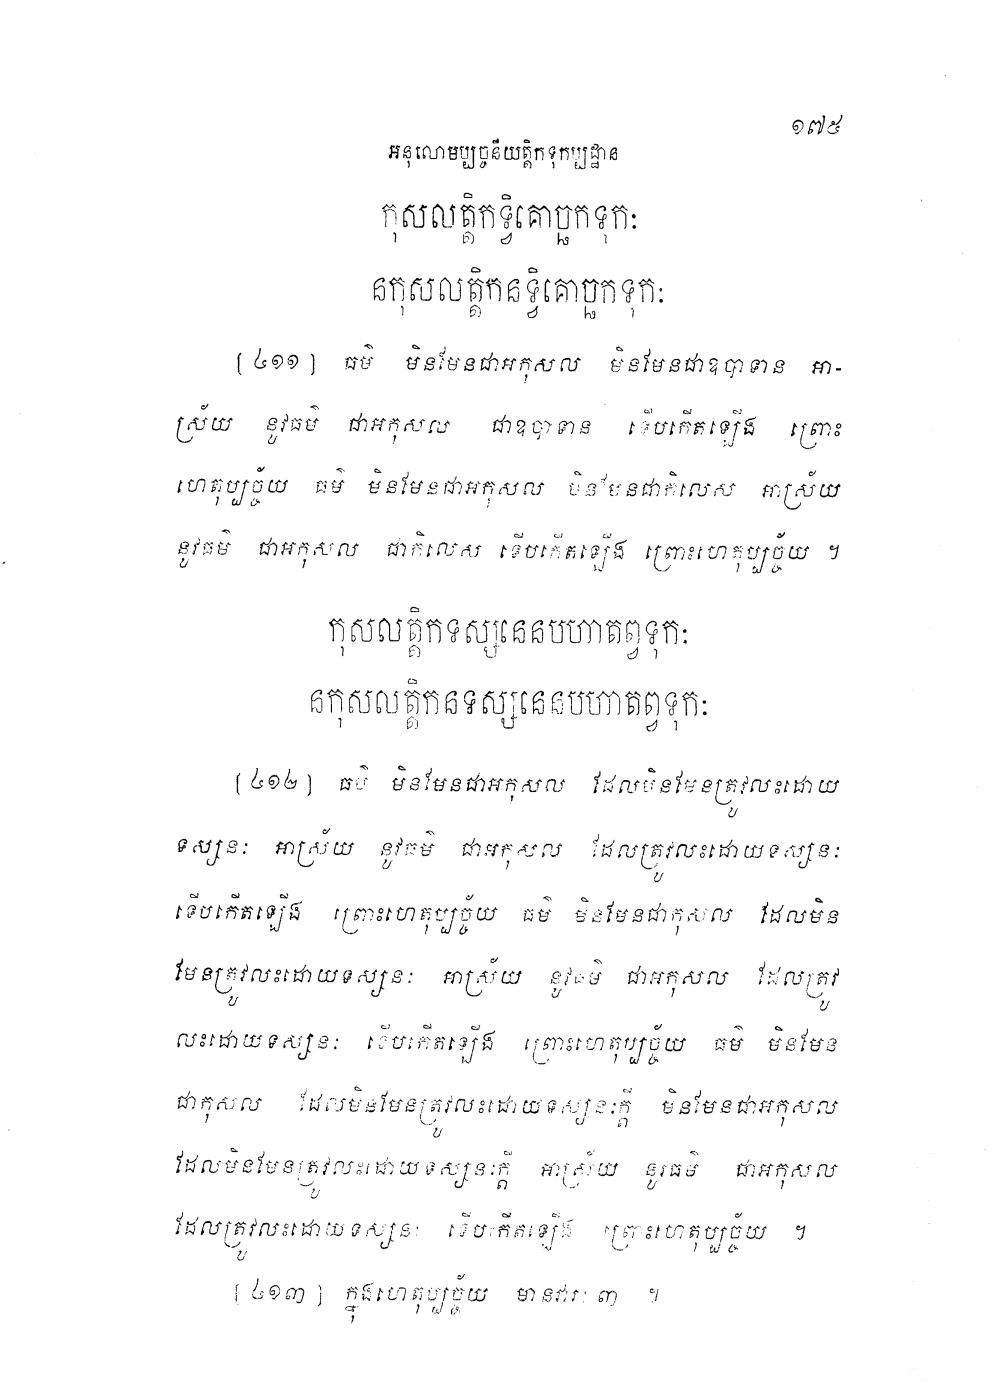 ១៧៥
អនុលោមប្បច្ចនីយត្តិកទុកប្បដ្ឋាន
កុសលត្តិកទ្វិគោច្ឆកទុកៈ
នកុសលត្តិកនទ្វិគោច្ឆកទុកៈ
[៤១១] ធម៌ មិនមែនជាអកុសល មិនមែនជាឧបាទាន អា-
ស្រ័យ នូវធម៌ ជាអកុសល ជាឧបាទាន ទើបកើតឡើង ព្រោះ
ហេតុប្បច្ច័យ ធម៌ មិនមែនជាអកុសល មិនមែនជាកិលេស អាស្រ័យ
នូវធម៌ ជាអកុសល ជាកិលេស ទើបកើតឡើង ព្រោះហេតុប្បច្ច័យ ។
កុសលត្តិកទស្សនេនបហាតព្វទុកៈ
នកុសលត្តិកនទស្សនេនបហាតព្វទុកៈ
[៤១២] ធម៌ មិនមែនជាអកុសល ដែលមិនមែនត្រូវលះដោយ
ទស្សនៈ អាស្រ័យ នូវធម៌ ជាអកុសល ដែលត្រូវលះដោយទស្សនៈ
ទើបកើតឡើង ព្រោះហេតុប្បច្ច័យ ធម៌ មិនមែនជាកុសល ដែលមិន
មែនត្រូវលះដោយទស្សនៈ អាស្រ័យ នូវធម៌ ជាអកុសល ដែលត្រូវ
លះដោយទស្សនៈ ទើបកើតឡើង ព្រោះហេតុប្បច្ច័យ ធម៌ មិនមែន
ជាកុសល ដែលមិនមែនត្រូវលះដោយទស្សនៈក្តី មិនមែនជាអកុសល
ដែលមិនមែនត្រូវលះដោយទស្សនៈក្តី អាស្រ័យ នូវធម៌ ជាអកុសល
ដែលត្រូវលះដោយទស្សនៈ ទើបកើតឡើង ព្រោះហេតុប្បច្ច័យ ។
[៤១៣] ក្នុងហេតុប្បច្ច័យ មានវារៈ ៣ ។